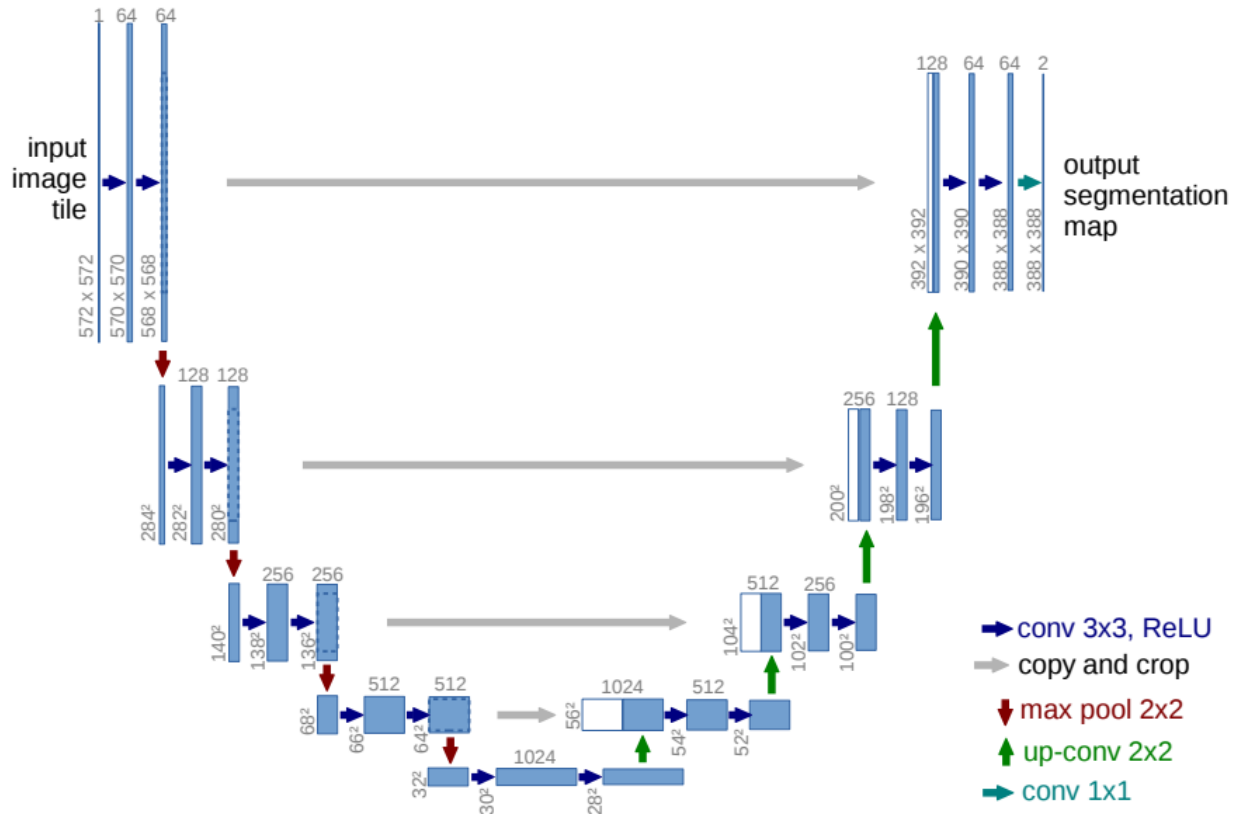 1 64 64
128 64 64 2
input
image
tile
output
segmentation
map
572 x 572
570 x 570
568 x 568
392 x 392
390 x 390
388 x 388
388 x 388
128 128
256 128
284²
282²
280²
200²
198²
196²
256 256
512 256
140²
138²
136²
104²
102²
100²
512 512
1024 512
68²
66²
64²
56²
54²
52²
1024
32²
30²
28²
conv 3x3, ReLU
copy and crop
max pool 2x2
up-conv 2x2
conv 1x1